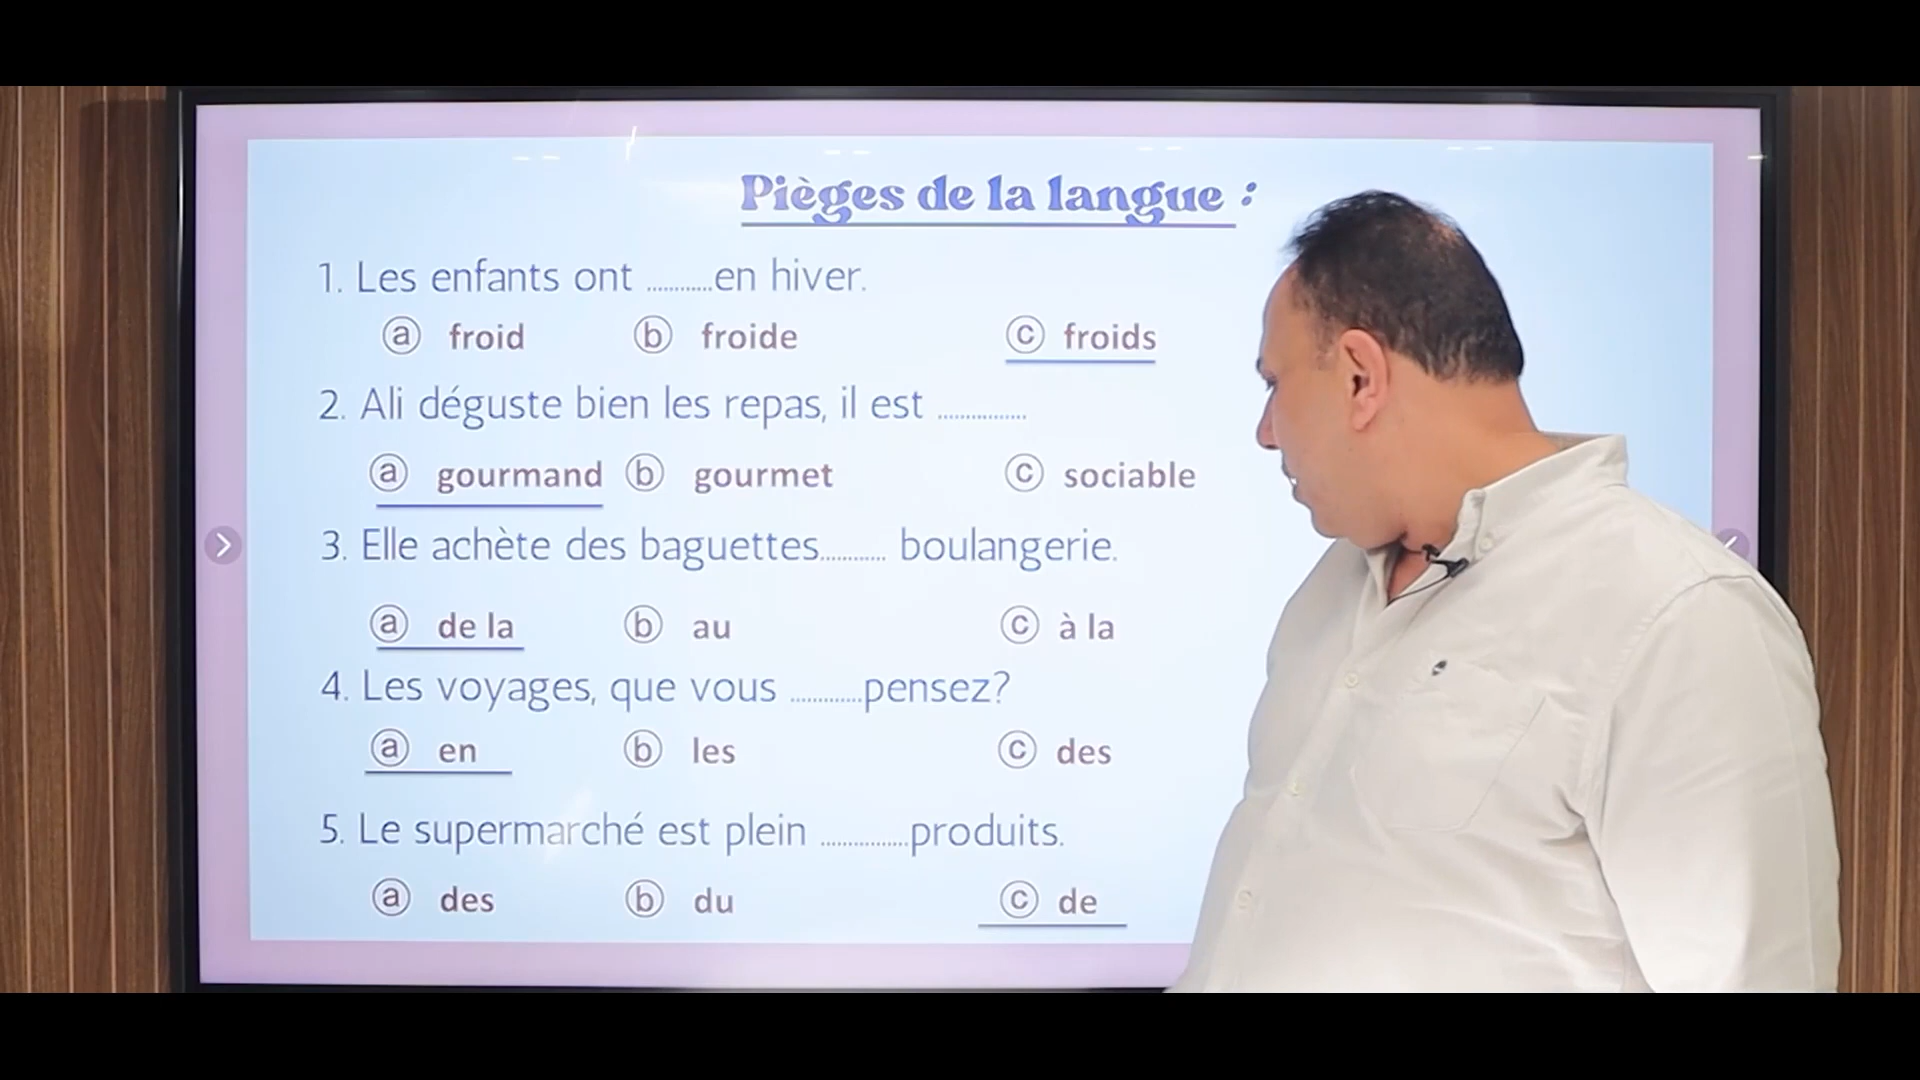 Pièges de la langue :
1. Les enfants ont ............en hiver.
ⓐ froid ⓑ froide ⓒ froids
2. Ali déguste bien les repas, il est ................
ⓐ gourmand ⓑ gourmet ⓒ sociable
3. Elle achète des baguettes............ boulangerie.
ⓐ de la ⓑ au ⓒ à la
4. Les voyages, que vous .............pensez?
ⓐ en ⓑ les ⓒ des
5. Le supermarché est plein ................produits.
ⓐ des ⓑ du ⓒ de